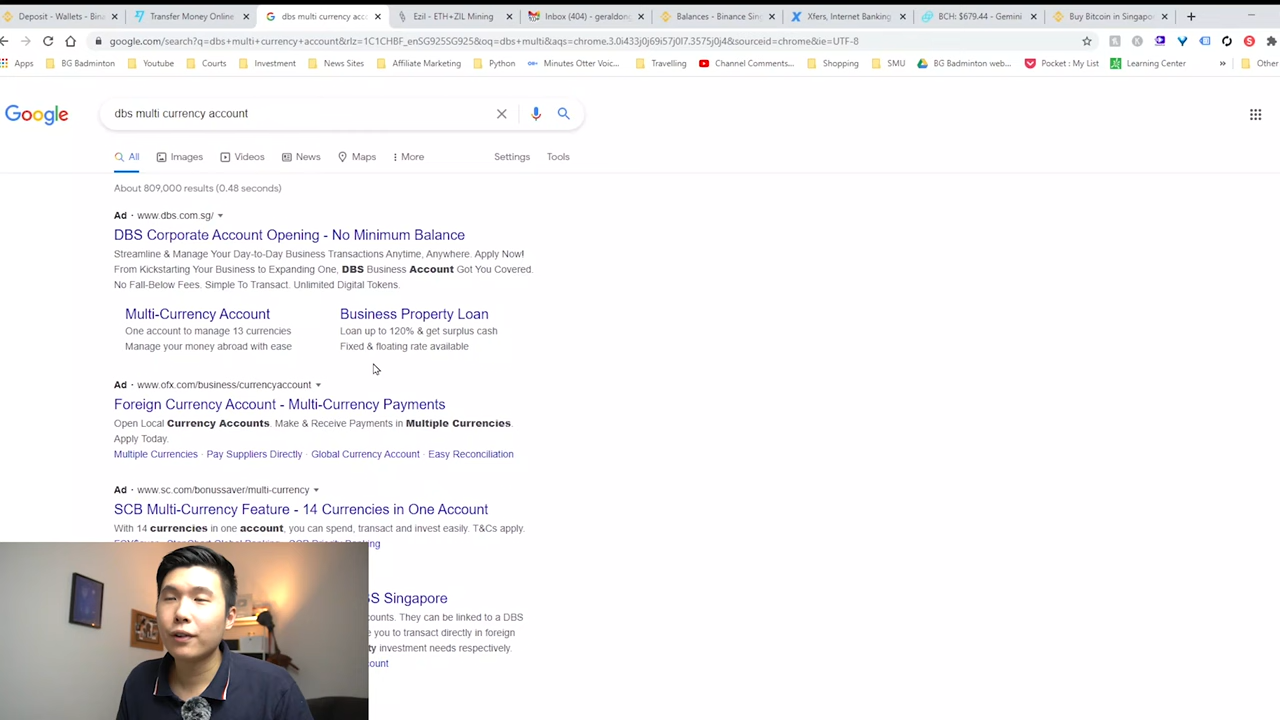 Deposit - Wallets - Bina
Transfer Money Online
dbs multi currency acco
Ezil - ETH+ZIL Mining
Inbox (404) - geraldong
Balances - Binance Sing
Xfers, Internet Banking
BCH: $679.44 - Gemini
Buy Bitcoin in Singapo
google.com/search?q=dbs+multi+currency+account&rlz=1C1CHBF_enSG925SG925&oq=dbs+multi&aqs=chrome.3.0i433j0j69i57j0l7.3575j0j4&sourceid=chrome&ie=UTF-8
Apps
BG Badminton
Youtube
Courts
Investment
News Sites
Affiliate Marketing
Python
Minutes Otter Voic...
Travelling
Channel Comments...
Shopping
SMU
BG Badminton web...
Pocket : My List
Learning Center
»
Other
Google
dbs multi currency account
All
Images
Videos
News
Maps
More
Settings
Tools
About 809,000 results (0.48 seconds)
Ad · www.dbs.com.sg/
DBS Corporate Account Opening - No Minimum Balance
Streamline & Manage Your Day-to-Day Business Transactions Anytime, Anywhere. Apply Now!
From Kickstarting Your Business to Expanding One, DBS Business Account Got You Covered.
No Fall-Below Fees. Simple To Transact. Unlimited Digital Tokens.
Multi-Currency Account
One account to manage 13 currencies
Manage your money abroad with ease
Business Property Loan
Loan up to 120% & get surplus cash
Fixed & floating rate available
Ad · www.ofx.com/business/currencyaccount
Foreign Currency Account - Multi-Currency Payments
Open Local Currency Accounts. Make & Receive Payments in Multiple Currencies.
Apply Today.
Multiple Currencies · Pay Suppliers Directly · Global Currency Account · Easy Reconciliation
Ad · www.sc.com/bonussaver/multi-currency
SCB Multi-Currency Feature - 14 Currencies in One Account
With 14 currencies in one account, you can spend, transact and invest easily. T&Cs apply.
BS Singapore
counts. They can be linked to a DBS
e you to transact directly in foreign
ty investment needs respectively.
count